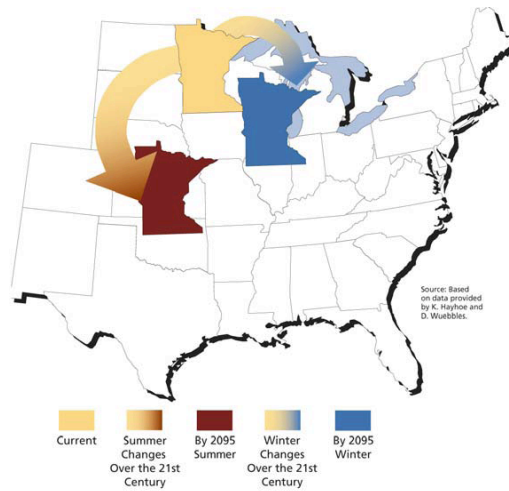 Source: Based
on data provided
by K. Hayhoe and
D. Wuebbles.
Current
Summer
Changes
Over the 21st
Century
By 2095
Summer
Winter
Changes
Over the 21st
Century
By 2095
Winter